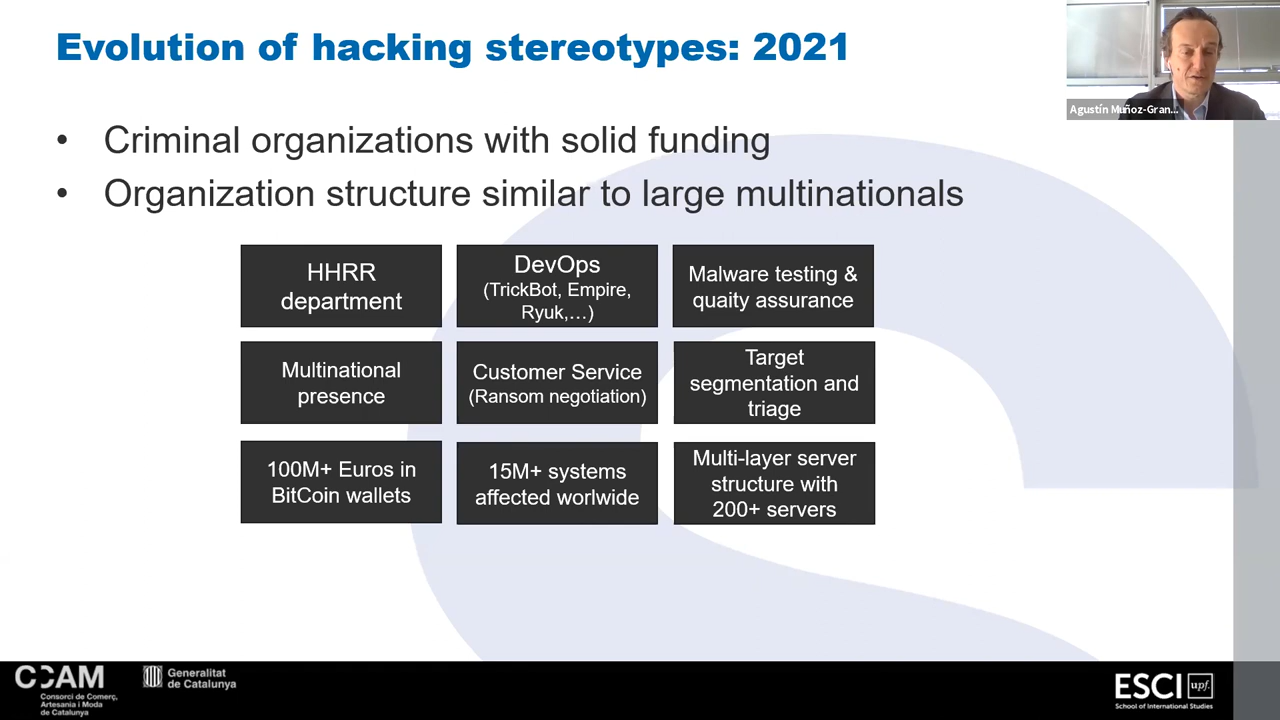 Evolution of hacking stereotypes: 2021
Agustín Muñoz-Gran...
• Criminal organizations with solid funding
• Organization structure similar to large multinationals
HHRR
department
DevOps
(TrickBot, Empire,
Ryuk,...)
Malware testing &
quaity assurance
Multinational
presence
Customer Service
(Ransom negotiation)
Target
segmentation and
triage
100M+ Euros in
BitCoin wallets
15M+ systems
affected worlwide
Multi-layer server
structure with
200+ servers
CCAM
Consorci de Comerç,
Artesania i Moda
de Catalunya
Generalitat
de Catalunya
ESCI upf.
School of International Studies